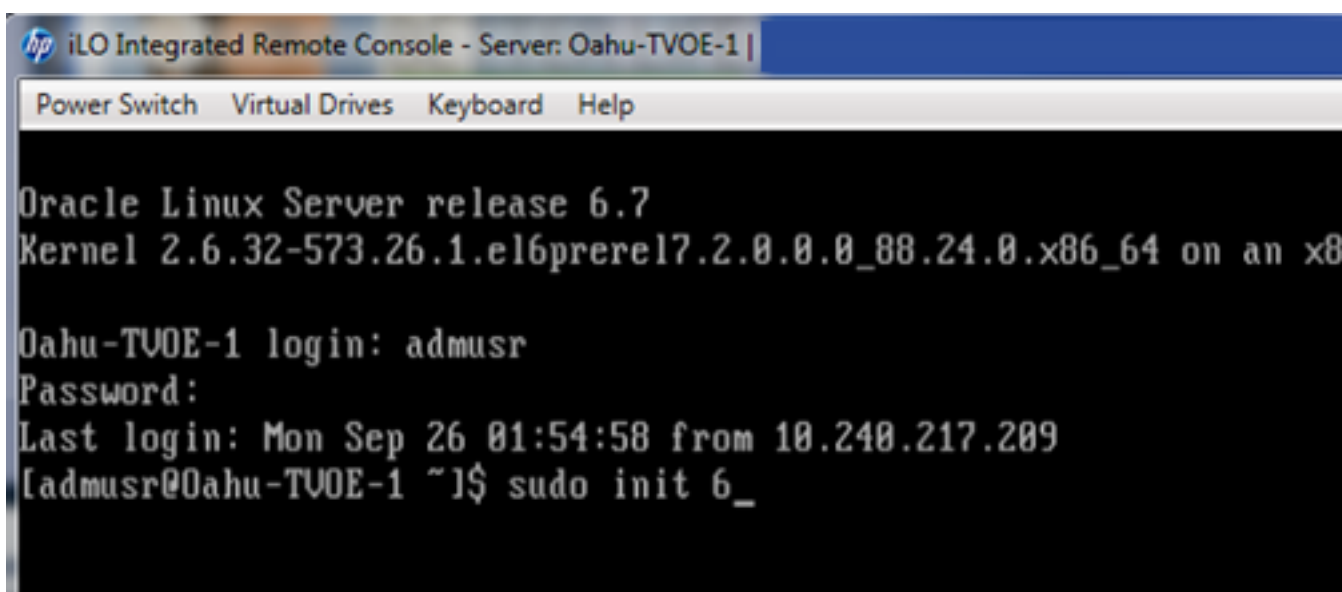 hp iLO Integrated Remote Console - Server: Oahu-TVOE-1 |
Power Switch Virtual Drives Keyboard Help
Oracle Linux Server release 6.7
Kernel 2.6.32-573.26.1.el6prerel7.2.0.0.0_88.24.0.x86_64 on an x8
Oahu-TVOE-1 login: admusr
Password:
Last login: Mon Sep 26 01:54:58 from 10.240.217.209
[admusr@Oahu-TVOE-1 ~]$ sudo init 6_